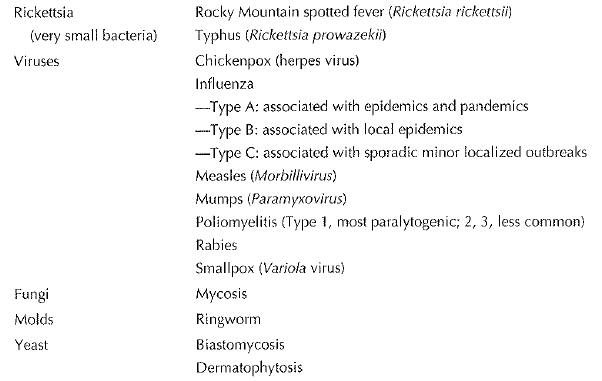 Rickettsia Rocky Mountain spotted fever (Rickettsia rickettsii)
(very small bacteria) Typhus (Rickettsia prowazekii)
Viruses Chickenpox (herpes virus)
Influenza
—Type A: associated with epidemics and pandemics
—Type B: associated with local epidemics
—Type C: associated with sporadic minor localized outbreaks
Measles (Morbillivirus)
Mumps (Paramyxovirus)
Poliomyelitis (Type 1, most paralytogenic; 2, 3, less common)
Rabies
Smallpox (Variola virus)
Fungi Mycosis
Molds Ringworm
Yeast Biastomycosis
Dermatophytosis